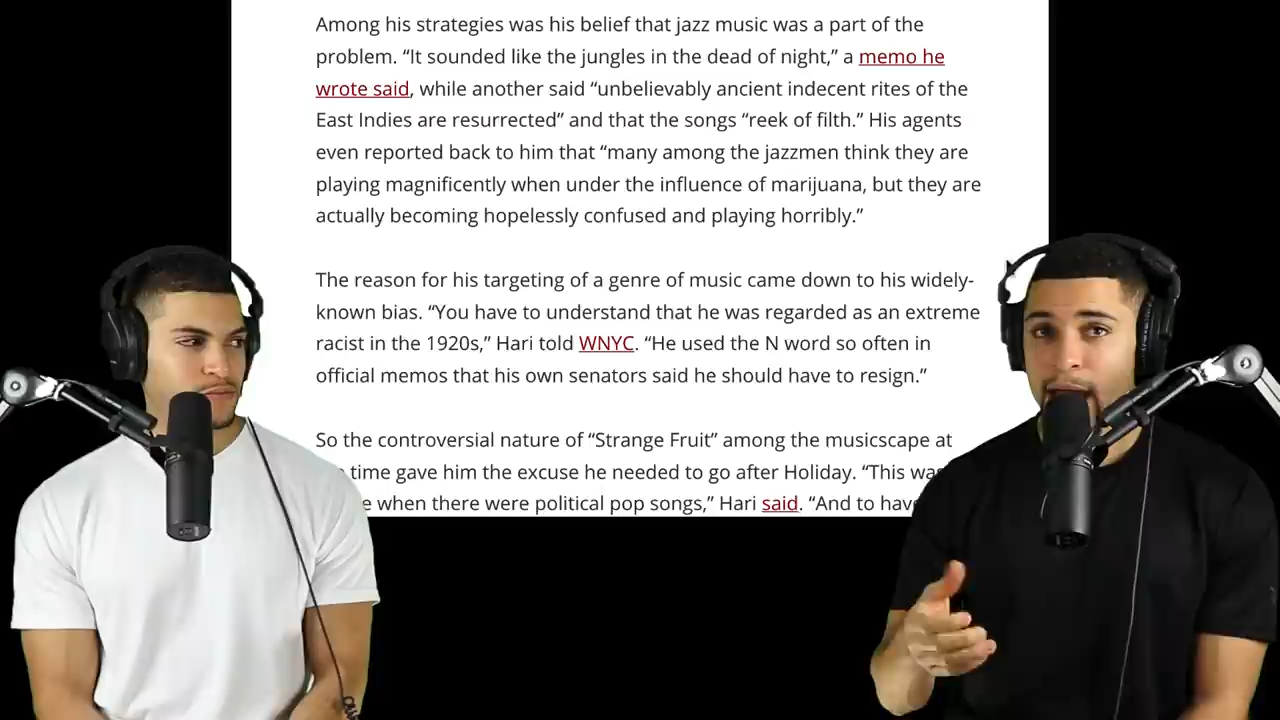 Among his strategies was his belief that jazz music was a part of the
problem. “It sounded like the jungles in the dead of night,” a memo he
wrote said, while another said “unbelievably ancient indecent rites of the
East Indies are resurrected” and that the songs “reek of filth.” His agents
even reported back to him that “many among the jazzmen think they are
playing magnificently when under the influence of marijuana, but they are
actually becoming hopelessly confused and playing horribly.”
The reason for his targeting of a genre of music came down to his widely-
known bias. “You have to understand that he was regarded as an extreme
racist in the 1920s,” Hari told WNYC. “He used the N word so often in
official memos that his own senators said he should have to resign.”
So the controversial nature of “Strange Fruit” among the musicscape at
time gave him the excuse he needed to go after Holiday. “This
when there were political pop songs,” Hari said. “And to